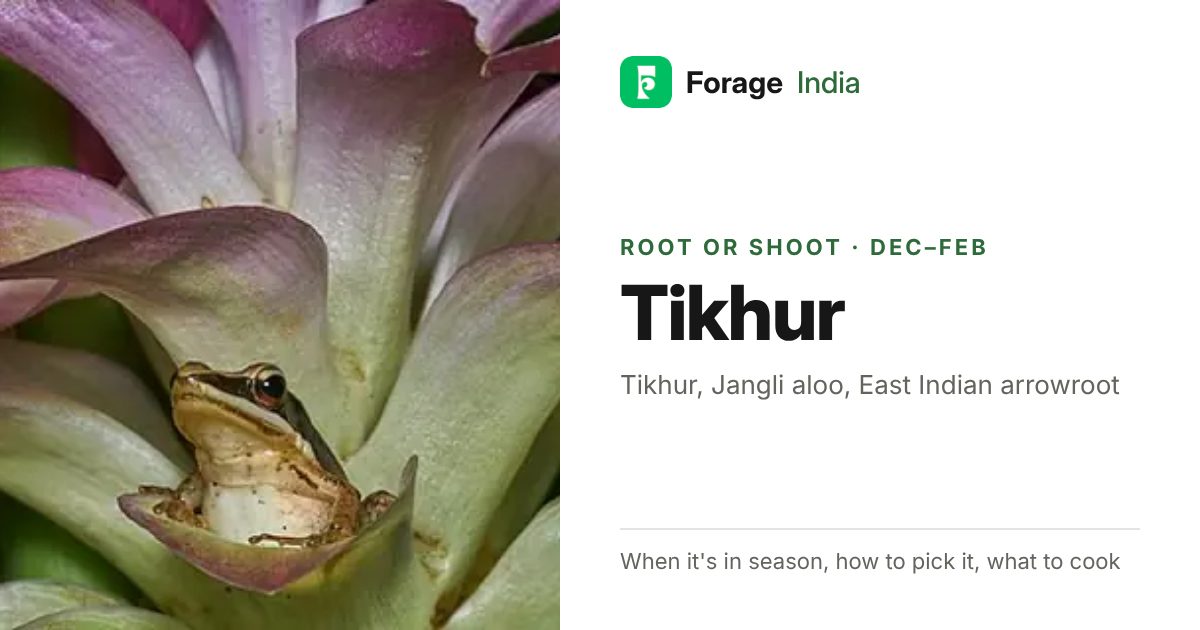 Forage India
ROOT OR SHOOT · DEC–FEB
Tikhur
Tikhur, Jangli aloo, East Indian arrowroot
When it's in season, how to pick it, what to cook